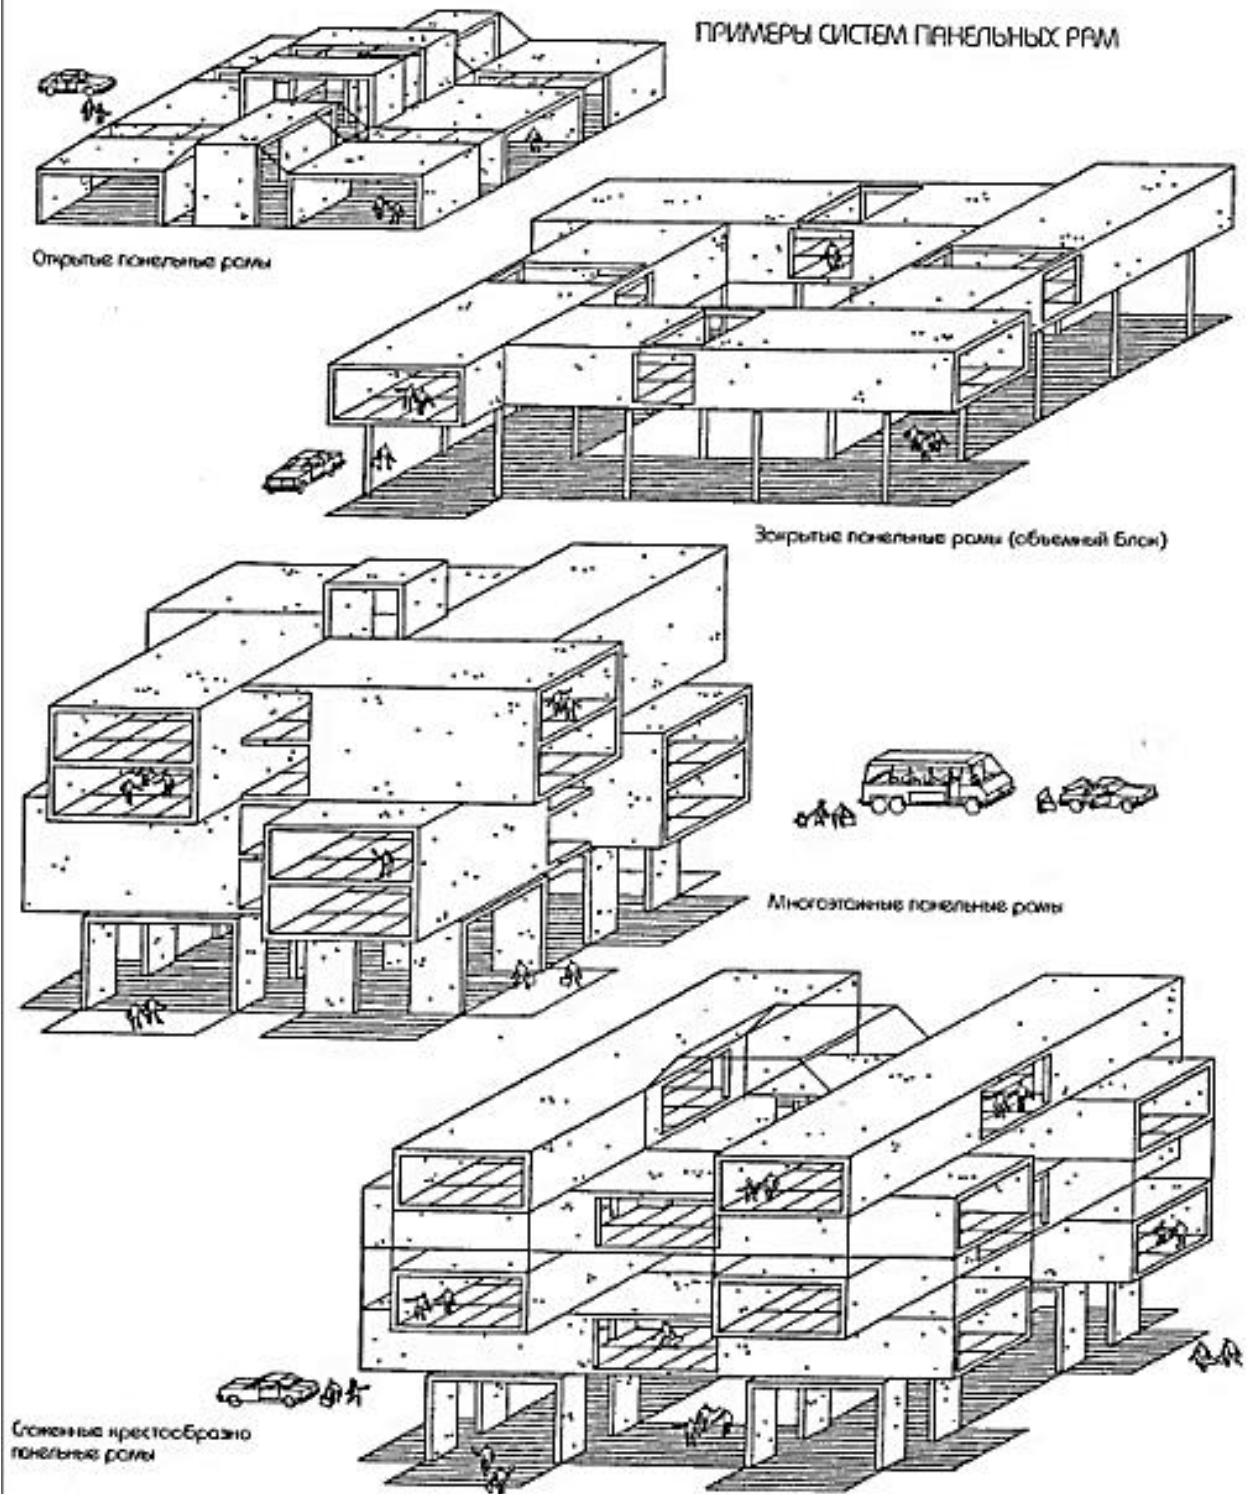 ПРИМЕРЫ СИСТЕМ ПАНЕЛЬНЫХ РАМ
Открытые панельные рамы
Закрытые панельные рамы (объемный блок)
Многоэтажные панельные рамы
Сложенные крестообразно
панельные рамы